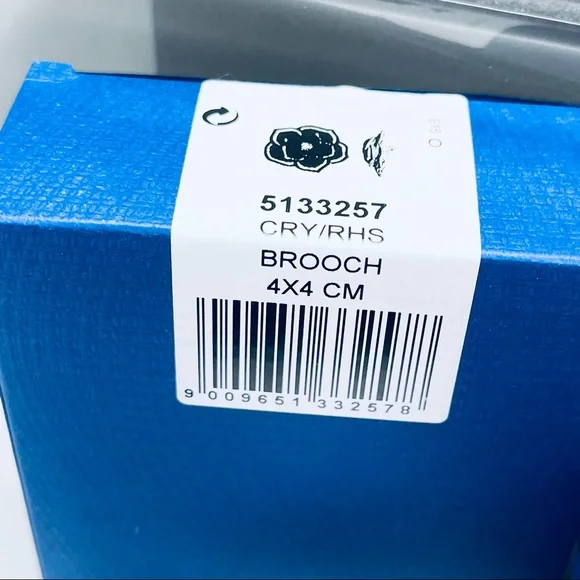 5133257
CRY/RHS
BROOCH
4X4 CM
9 009651 332578